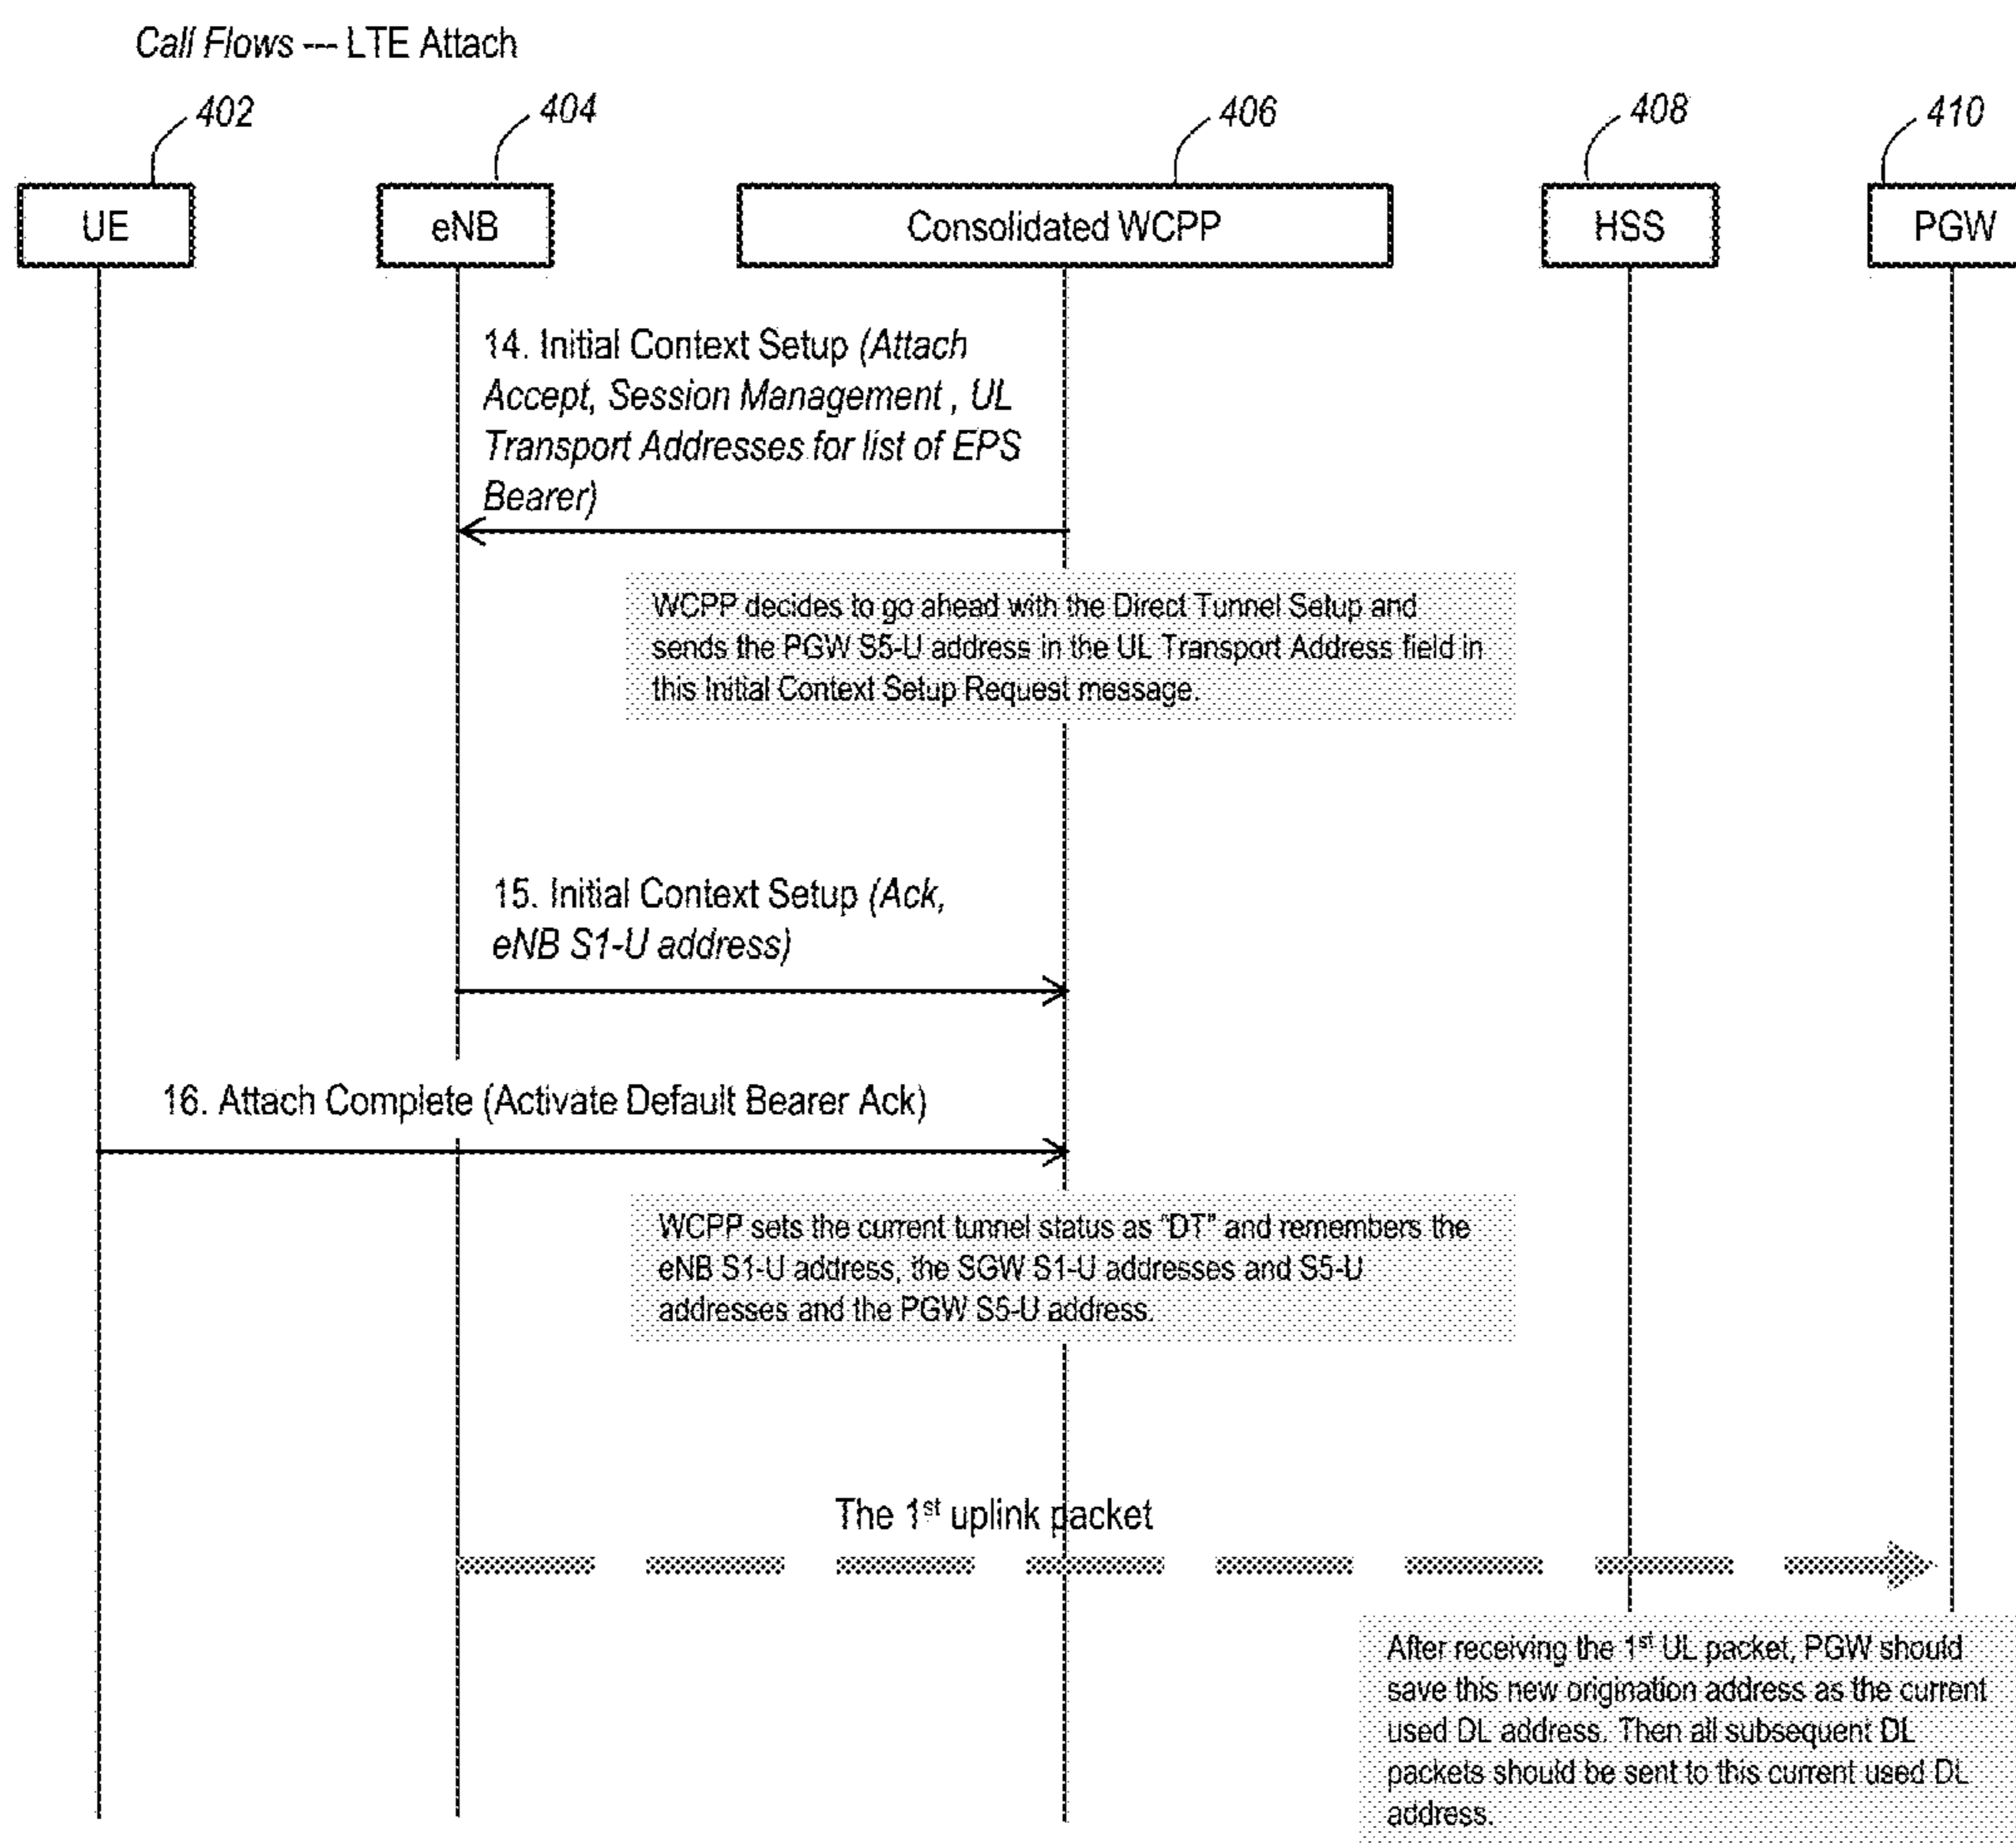 Call Flows --- LTE Attach
402
404
406
408
410
UE
eNB
Consolidated WCPP
HSS
PGW
14. Initial Context Setup (Attach
Accept, Session Management , UL
Transport Addresses for list of EPS
Bearer)
WCPP decides to go ahead with the Direct Tunnel Setup and
sends the PGW S5-U address in the UL Transport Address field in
this Initial Context Setup Request message.
15. Initial Context Setup (Ack,
eNB S1-U address)
16. Attach Complete (Activate Default Bearer Ack)
WCPP sets the current tunnel status as "DT" and remembers the
eNB S1-U address, the SGW S1-U addresses and S5-U
addresses and the PGW S5-U address.
The 1st uplink packet
After receiving the 1st UL packet, PGW should
save this new origination address as the current
used DL address. Then all subsequent DL
packets should be sent to this current used DL
address.